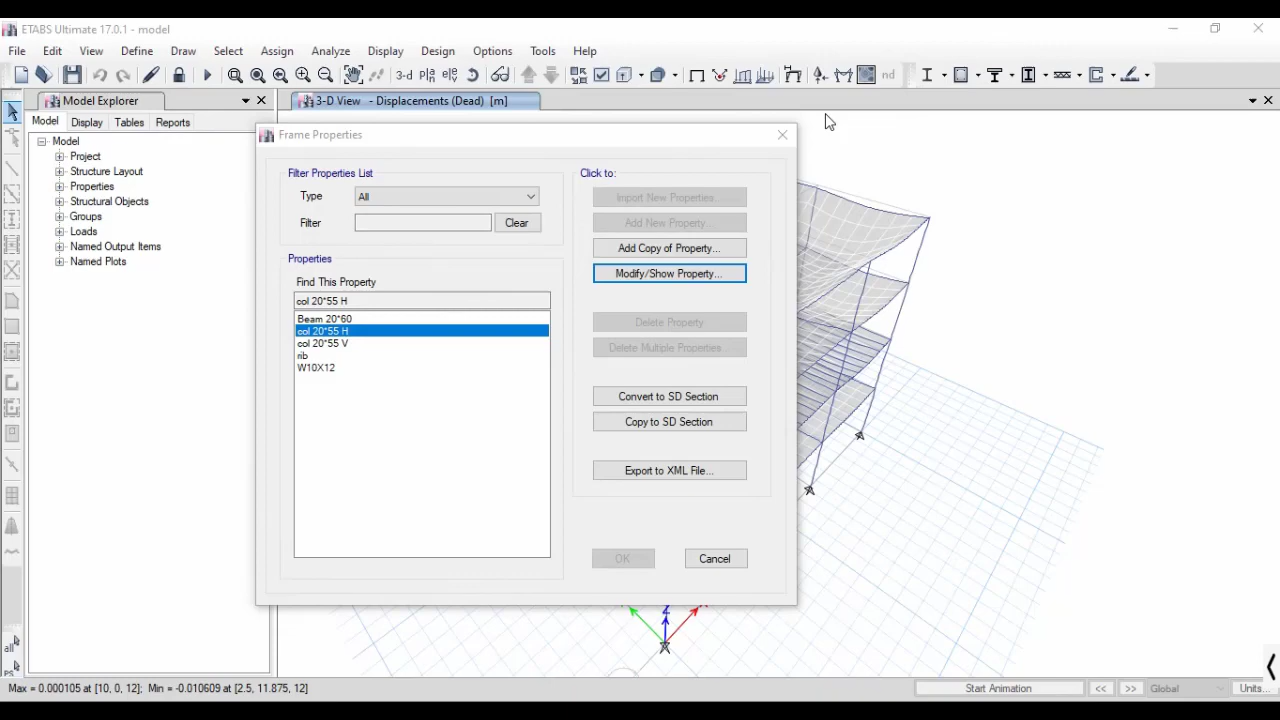 ETABS Ultimate 17.0.1 - model
File Edit View Define Draw Select Assign Analyze Display Design Options Tools Help
3-d nd
Model Explorer
3-D View - Displacements (Dead) [m]
Model Display Tables Reports
Model
Project
Structure Layout
Properties
Structural Objects
Groups
Loads
Named Output Items
Named Plots
Frame Properties
Filter Properties List
Type All
Filter Clear
Properties
Find This Property
col 20*55 H
Beam 20*60
col 20*55 H
col 20*55 V
rib
W10X12
Click to:
Import New Properties...
Add New Property...
Add Copy of Property...
Modify/Show Property...
Delete Property
Delete Multiple Properties...
Convert to SD Section
Copy to SD Section
Export to XML File...
OK Cancel
Z
all
ps
Max = 0.000105 at [10, 0, 12]; Min = -0.010609 at [2.5, 11.875, 12]
Start Animation << >> Global Units...